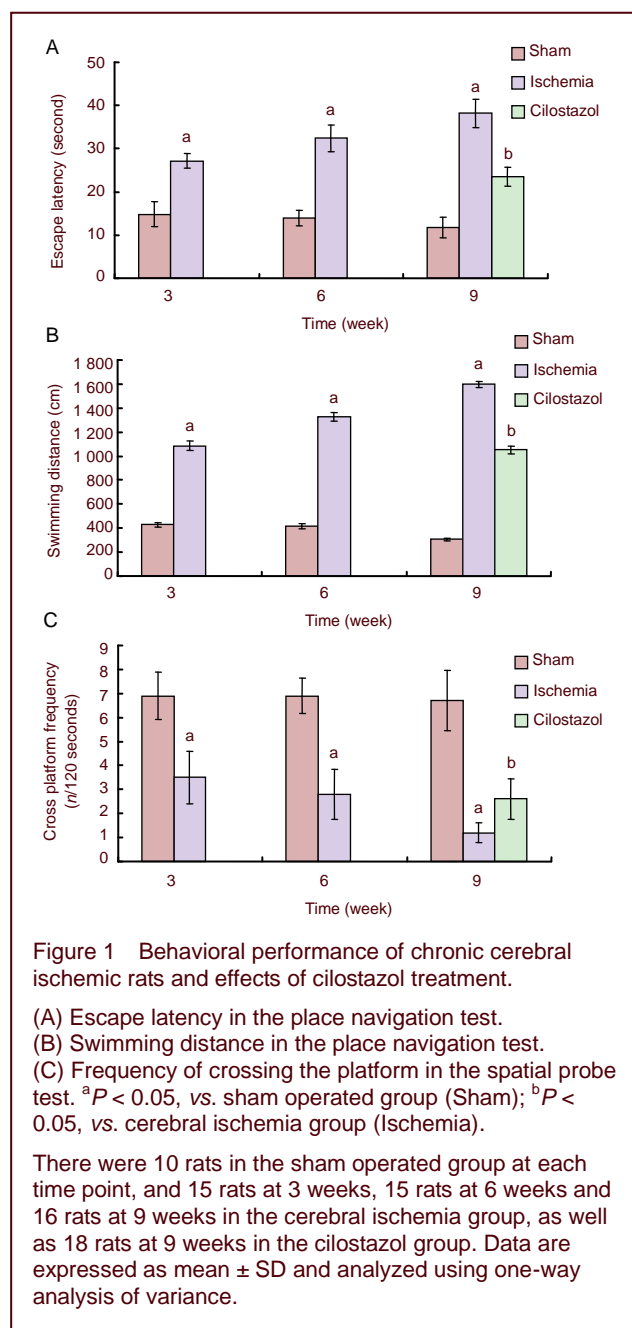 A
Sham
Ischemia
Cilostazol
Escape latency (second)
50
40
30
20
10
0
a
a
a
b
3
6
9
Time (week)
B
Sham
Ischemia
Cilostazol
Swimming distance (cm)
1 800
1 600
1 400
1 200
1 000
800
600
400
200
0
a
a
a
b
3
6
9
Time (week)
C
Sham
Ischemia
Cilostazol
Cross platform frequency
(n/120 seconds)
9
8
7
6
5
4
3
2
1
0
a
a
a
b
3
6
9
Time (week)
Figure 1 Behavioral performance of chronic cerebral
ischemic rats and effects of cilostazol treatment.
(A) Escape latency in the place navigation test.
(B) Swimming distance in the place navigation test.
(C) Frequency of crossing the platform in the spatial probe
test. ᵃP < 0.05, vs. sham operated group (Sham); ᵇP <
0.05, vs. cerebral ischemia group (Ischemia).
There were 10 rats in the sham operated group at each
time point, and 15 rats at 3 weeks, 15 rats at 6 weeks and
16 rats at 9 weeks in the cerebral ischemia group, as well
as 18 rats at 9 weeks in the cilostazol group. Data are
expressed as mean ± SD and analyzed using one-way
analysis of variance.